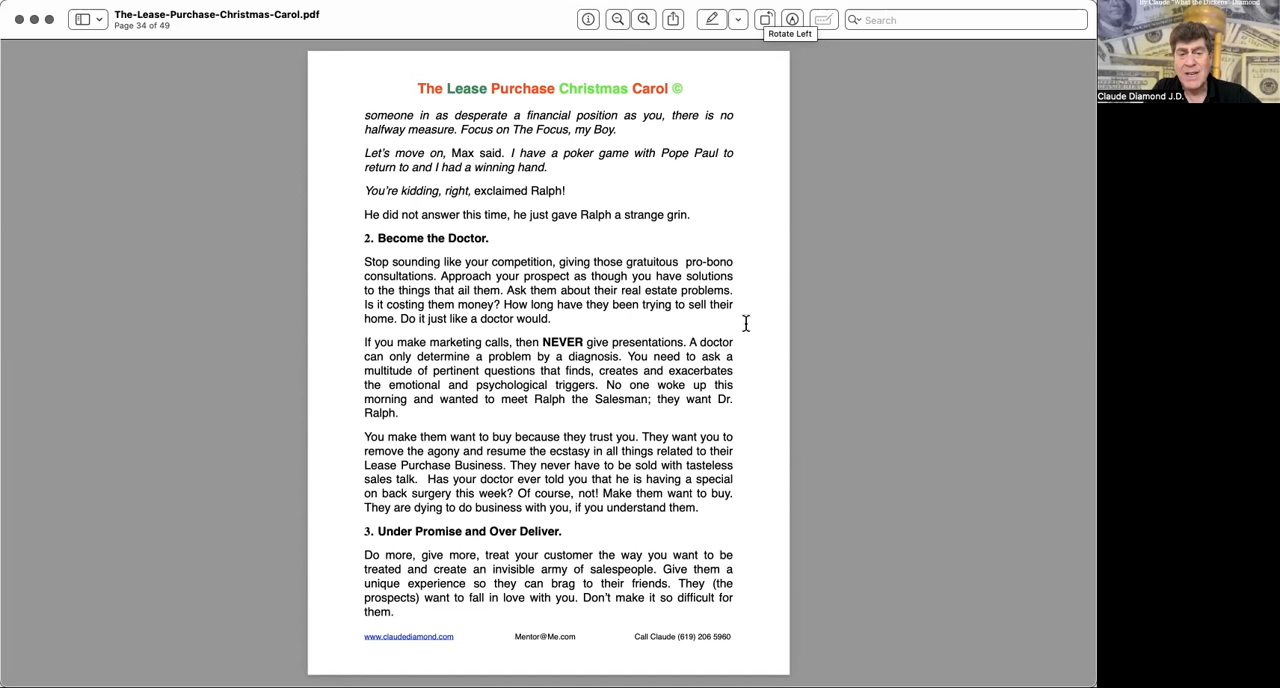 By Claude "What the Dickens" Diamond
The-Lease-Purchase-Christmas-Carol.pdf
Page 34 of 49
Search
Rotate Left
Claude Diamond J.D.
The Lease Purchase Christmas Carol ©
someone in as desperate a financial position as you, there is no
halfway measure. Focus on The Focus, my Boy.
Let's move on, Max said. I have a poker game with Pope Paul to
return to and I had a winning hand.
You're kidding, right, exclaimed Ralph!
He did not answer this time, he just gave Ralph a strange grin.
2. Become the Doctor.
Stop sounding like your competition, giving those gratuitous pro-bono
consultations. Approach your prospect as though you have solutions
to the things that ail them. Ask them about their real estate problems.
Is it costing them money? How long have they been trying to sell their
home. Do it just like a doctor would.
If you make marketing calls, then NEVER give presentations. A doctor
can only determine a problem by a diagnosis. You need to ask a
multitude of pertinent questions that finds, creates and exacerbates
the emotional and psychological triggers. No one woke up this
morning and wanted to meet Ralph the Salesman; they want Dr.
Ralph.
You make them want to buy because they trust you. They want you to
remove the agony and resume the ecstasy in all things related to their
Lease Purchase Business. They never have to be sold with tasteless
sales talk. Has your doctor ever told you that he is having a special
on back surgery this week? Of course, not! Make them want to buy.
They are dying to do business with you, if you understand them.
3. Under Promise and Over Deliver.
Do more, give more, treat your customer the way you want to be
treated and create an invisible army of salespeople. Give them a
unique experience so they can brag to their friends. They (the
prospects) want to fall in love with you. Don't make it so difficult for
them.
www.claudediamond.com Mentor@Me.com Call Claude (619) 206 5960